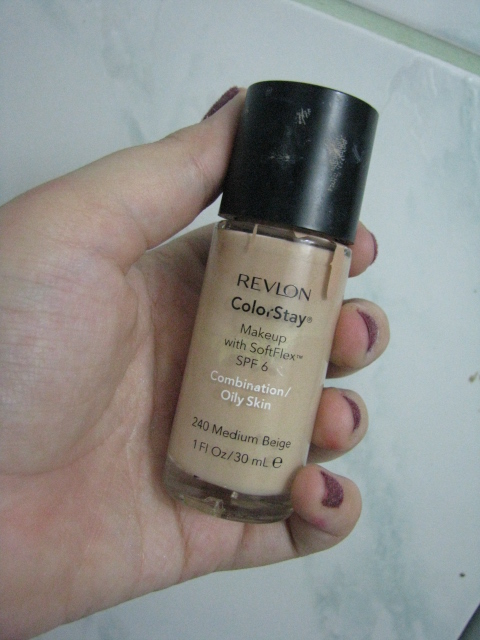 REVLON
ColorStay®
Makeup
with SoftFlex™
SPF 6
Combination/
Oily Skin
240 Medium Beige
1 Fl Oz/30 mL ℮